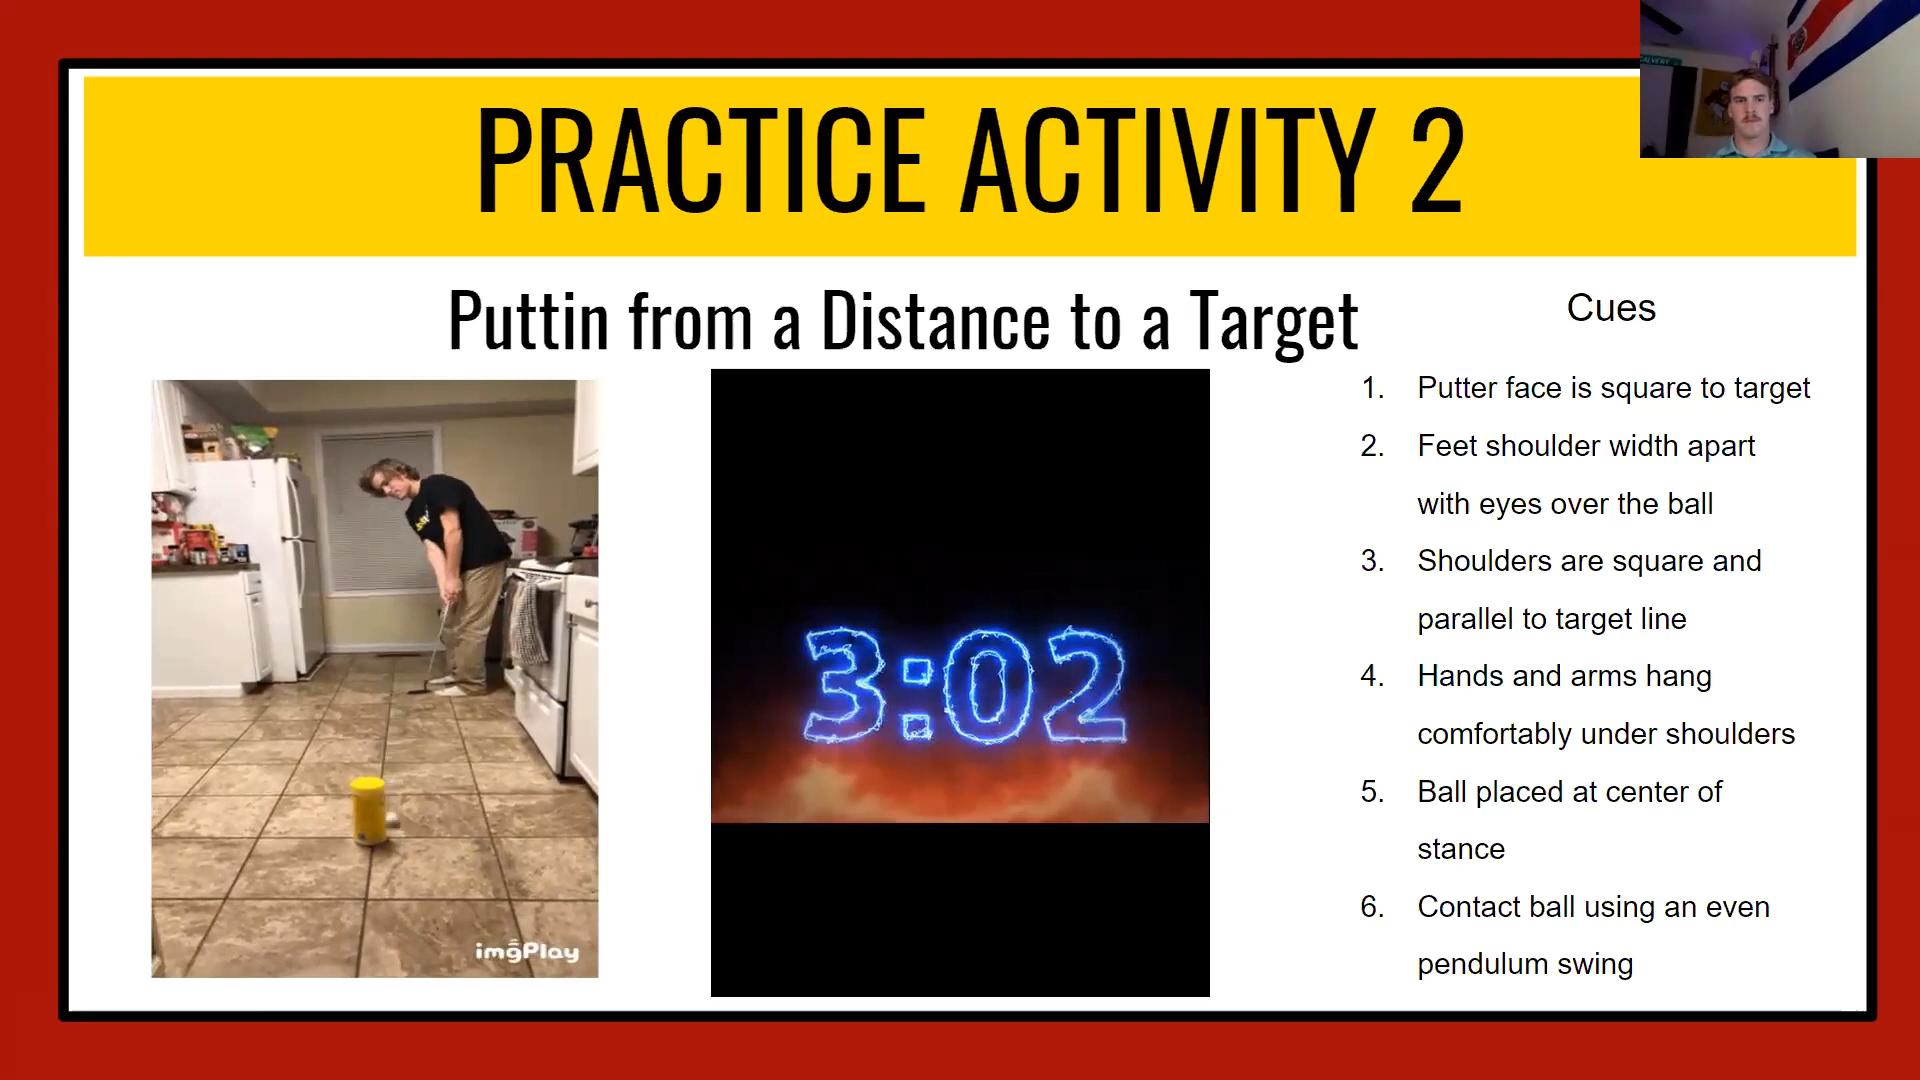 PRACTICE ACTIVITY 2
Puttin from a Distance to a Target
Cues
1. Putter face is square to target
2. Feet shoulder width apart
with eyes over the ball
3. Shoulders are square and
parallel to target line
4. Hands and arms hang
comfortably under shoulders
5. Ball placed at center of
stance
6. Contact ball using an even
pendulum swing
3:02
imgPlay